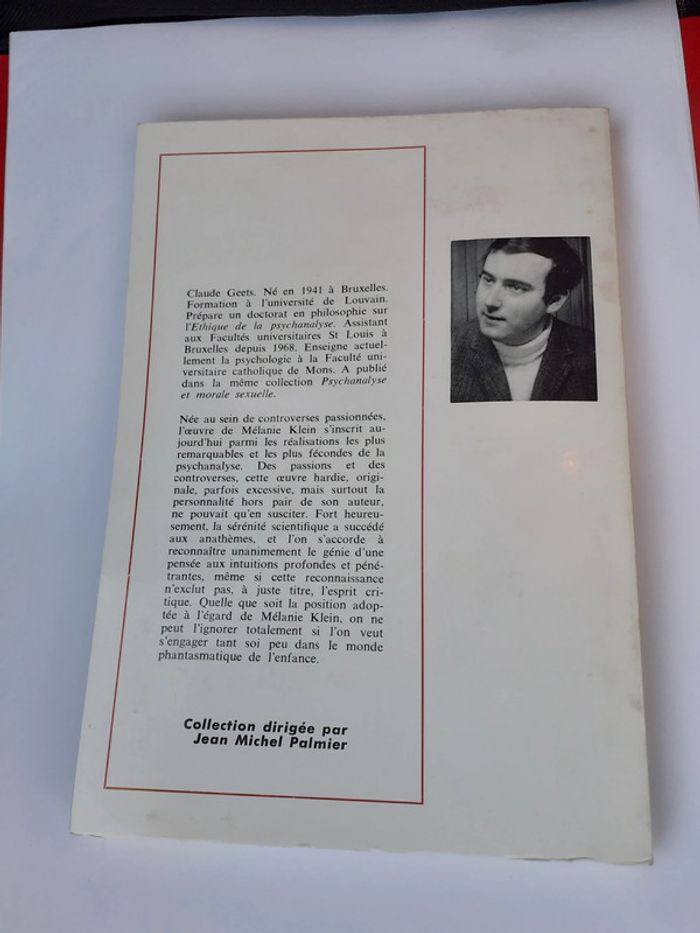 Claude Geets. Né en 1941 à Bruxelles.
Formation à l'université de Louvain.
Prépare un doctorat en philosophie sur
l'Ethique de la psychanalyse. Assistant
aux Facultés universitaires St Louis à
Bruxelles depuis 1968. Enseigne actuel-
lement la psychologie à la Faculté uni-
versitaire catholique de Mons. A publié
dans la même collection Psychanalyse
et morale sexuelle.
Née au sein de controverses passionnées,
l'œuvre de Mélanie Klein s'inscrit au-
jourd'hui parmi les réalisations les plus
remarquables et les plus fécondes de la
psychanalyse. Des passions et des
controverses, cette œuvre hardie, origi-
nale, parfois excessive, mais surtout la
personnalité hors pair de son auteur,
ne pouvait qu'en susciter. Fort heureu-
sement, la sérénité scientifique a succédé
aux anathèmes, et l'on s'accorde à
reconnaître unanimement le génie d'une
pensée aux intuitions profondes et péné-
trantes, même si cette reconnaissance
n'exclut pas, à juste titre, l'esprit cri-
tique. Quelle que soit la position adop-
tée à l'égard de Mélanie Klein, on ne
peut l'ignorer totalement si l'on veut
s'engager tant soi peu dans le monde
phantasmatique de l'enfance.
Collection dirigée par
Jean Michel Palmier